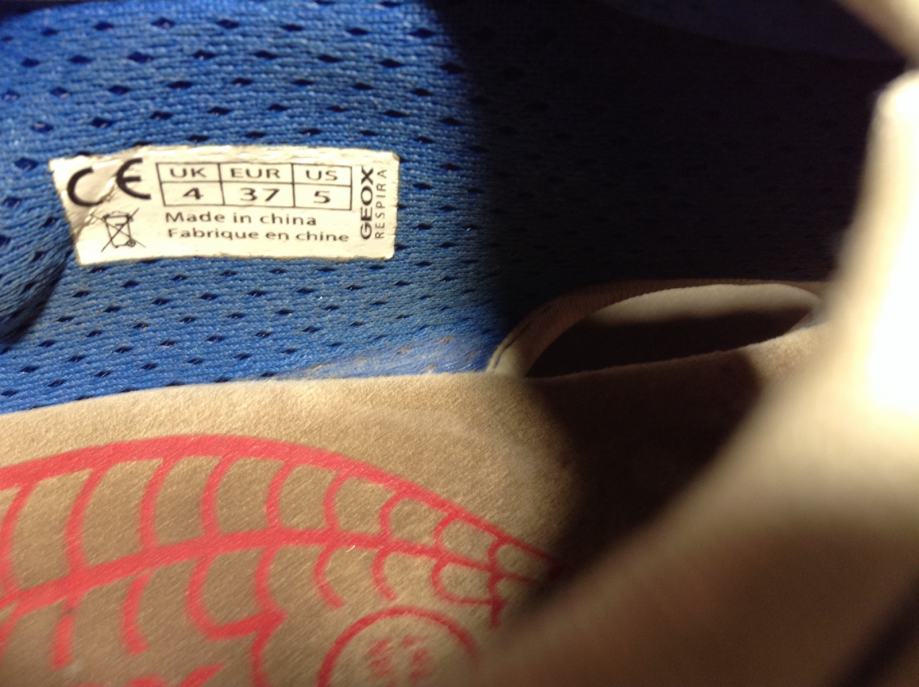 CE
UK EUR US
4 37 5
Made in china
Fabrique en chine
GEOX
RESPIRA